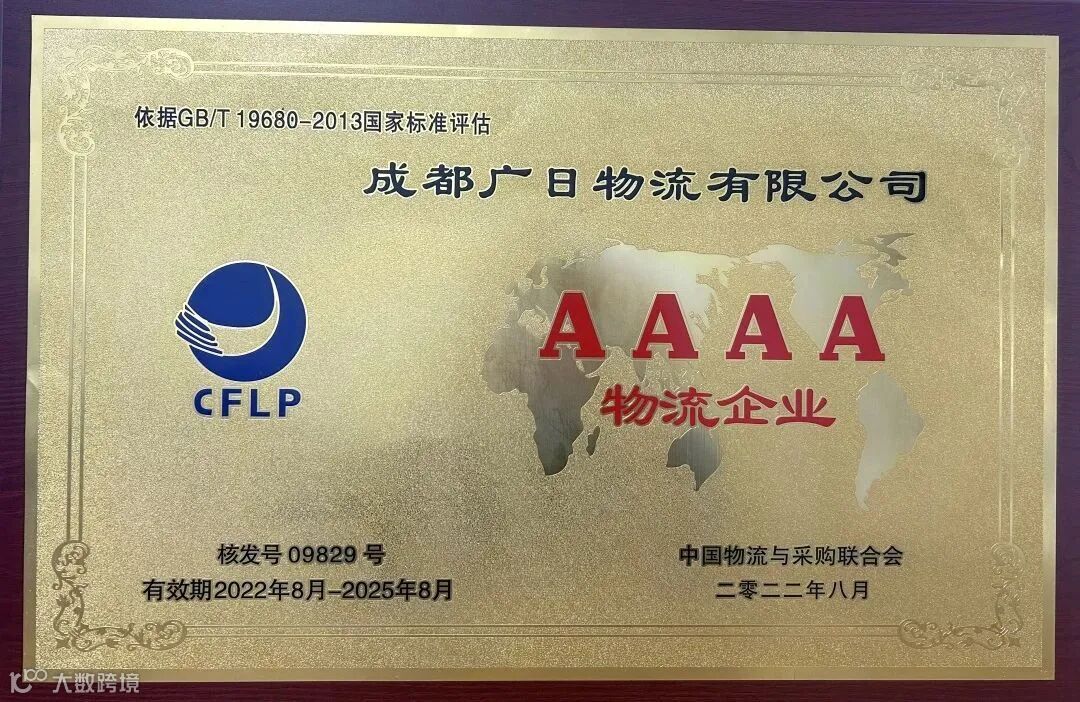 依据GB/T 19680-2013国家标准评估
成都广日物流有限公司
AAAA
物流企业
CFLP
核发号 09829 号
有效期2022年8月-2025年8月
中国物流与采购联合会
二零二二年八月
大数跨境